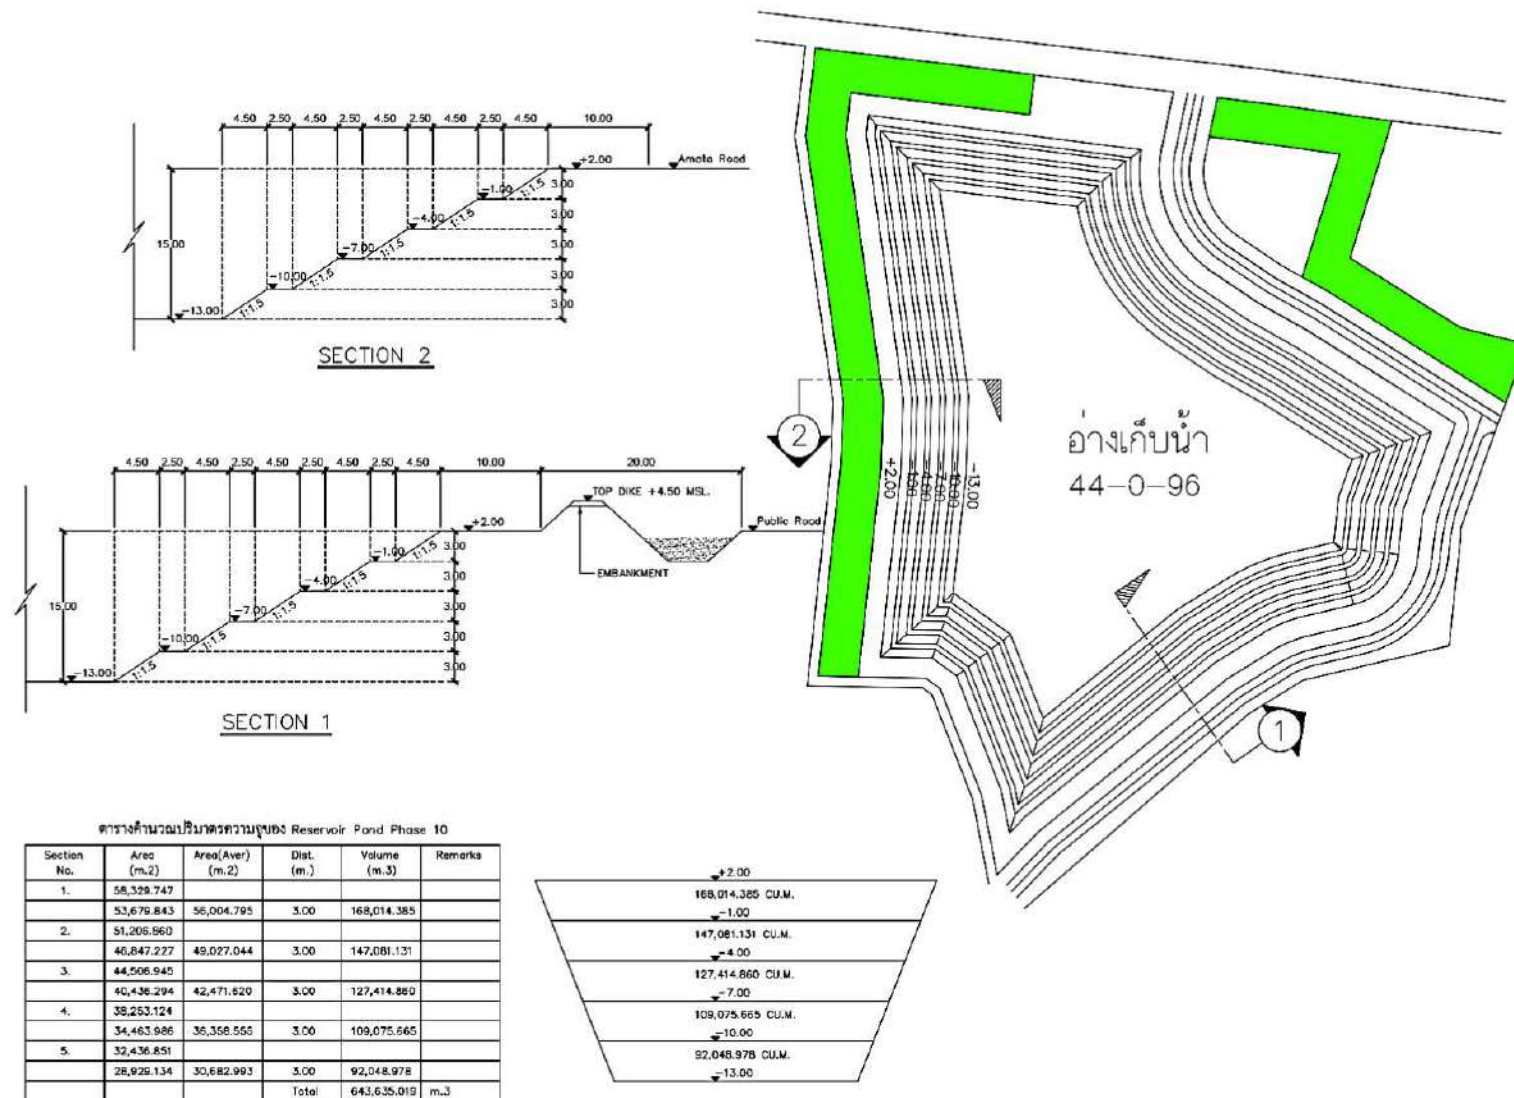 4.50 2.50 4.50 2.50 4.50 2.50 4.50 2.50 4.50 10.00
+2.00
Amata Road
-1.00
-4.00
-7.00
-10.00
-13.00
1:1.5
1:1.5
1:1.5
1:1.5
1:1.5
3.00
3.00
3.00
3.00
3.00
15.00
SECTION 2
4.50 2.50 4.50 2.50 4.50 2.50 4.50 2.50 4.50 10.00 20.00
TOP DIKE +4.50 MSL.
+2.00
Public Road
EMBANKMENT
-1.00
-4.00
-7.00
-10.00
-13.00
1:1.5
1:1.5
1:1.5
1:1.5
1:1.5
3.00
3.00
3.00
3.00
3.00
15.00
SECTION 1
2
+2.00
-1.00
-4.00
-7.00
-10.00
-13.00
อ่างเก็บน้ำ
44-0-96
1
ตารางคำนวณปริมาตรความจุของ Reservoir Pond Phase 10
Section No. Area (m.2) Area(Aver) (m.2) Dist. (m.) Volume (m.3) Remarks
1. 58,329.747
53,679.843 56,004.795 3.00 168,014.385
2. 51,206.860
46,847.227 49,027.044 3.00 147,081.131
3. 44,506.945
40,436.294 42,471.620 3.00 127,414.860
4. 38,253.124
34,463.986 36,358.555 3.00 109,075.665
5. 32,436.851
28,929.134 30,682.993 3.00 92,048.978
Total 643,635.019 m.3
+2.00
168,014.385 CU.M.
-1.00
147,081.131 CU.M.
-4.00
127,414.860 CU.M.
-7.00
109,075.665 CU.M.
-10.00
92,048.978 CU.M.
-13.00